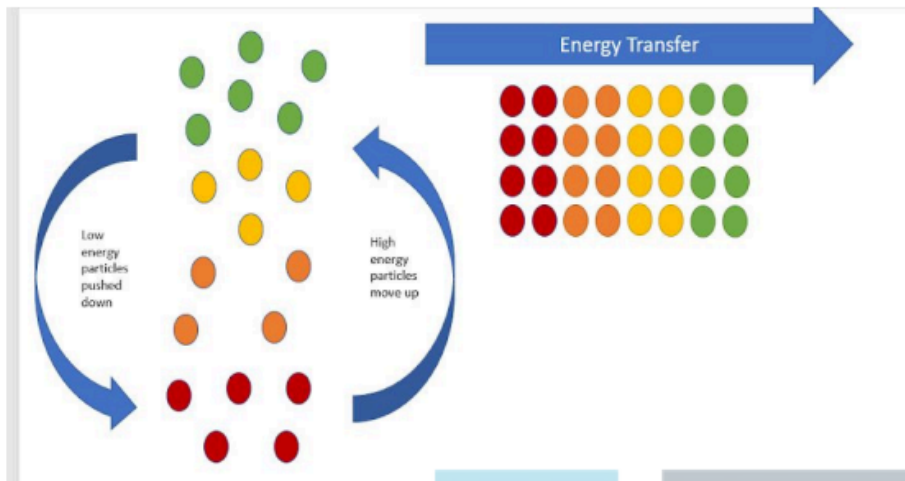 Energy Transfer
Low
energy
particles
pushed
down
High
energy
particles
move up